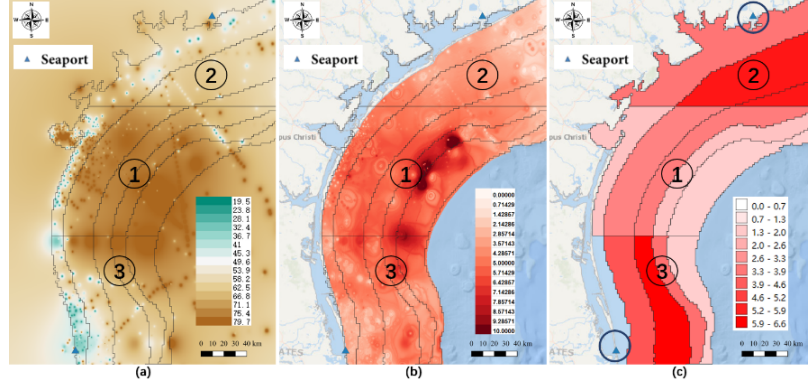 N
W E
S
Seaport
2
1
3
19.5
23.8
28.1
32.4
36.7
41
45.3
49.6
53.9
58.2
62.5
66.8
71.1
75.4
79.7
0 10 20 30 40 km
(a)
N
W E
S
Seaport
2
pus Christi
1
3
0.00000
0.71429
1.42857
2.14286
2.85714
3.57143
4.28571
5.00000
5.71429
6.42857
7.14286
7.85714
8.57143
9.28571
10.0000
ATES
0 10 20 30 40 km
(b)
N
W E
S
Seaport
2
pus Christi
1
3
0.0 - 0.7
0.7 - 1.3
1.3 - 2.0
2.0 - 2.6
2.6 - 3.3
3.3 - 3.9
3.9 - 4.6
4.6 - 5.2
5.2 - 5.9
5.9 - 6.6
ATES
0 10 20 30 40 km
(c)